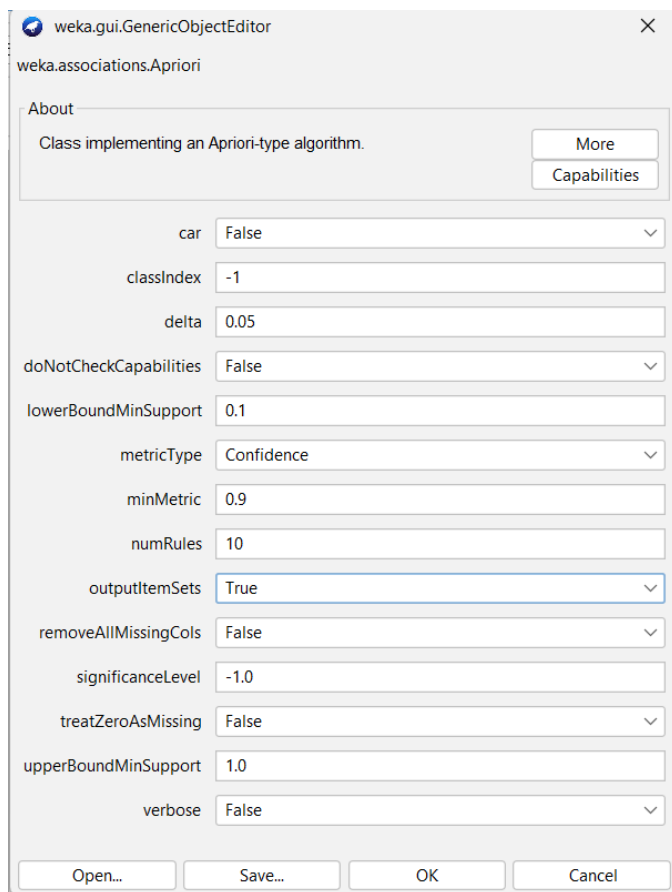 weka.gui.GenericObjectEditor
weka.associations.Apriori
About
Class implementing an Apriori-type algorithm.
More
Capabilities
car False
classIndex -1
delta 0.05
doNotCheckCapabilities False
lowerBoundMinSupport 0.1
metricType Confidence
minMetric 0.9
numRules 10
outputItemSets True
removeAllMissingCols False
significanceLevel -1.0
treatZeroAsMissing False
upperBoundMinSupport 1.0
verbose False
Open... Save... OK Cancel